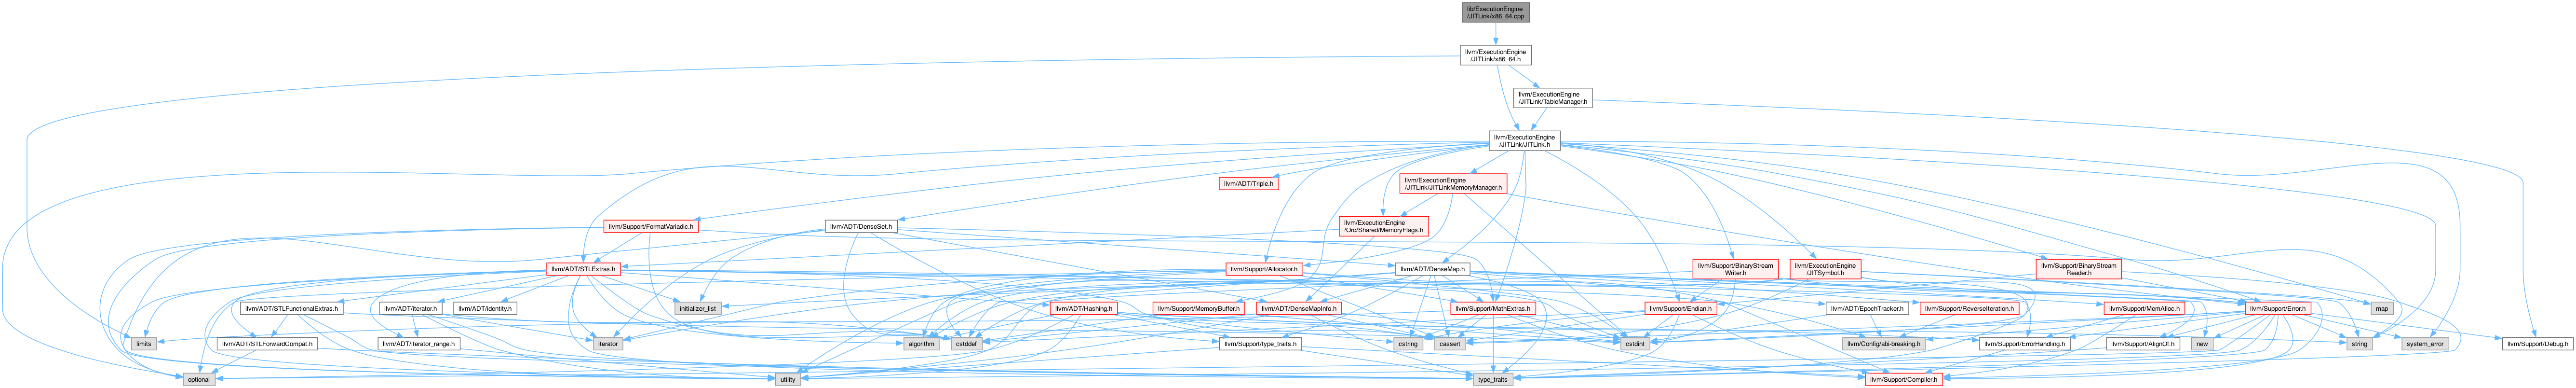 lib/ExecutionEngine
/JITLink/x86_64.cpp
llvm/ExecutionEngine
/JITLink/x86_64.h
llvm/ExecutionEngine
/JITLink/TableManager.h
llvm/ExecutionEngine
/JITLink/JITLink.h
llvm/ADT/Triple.h
llvm/ExecutionEngine
/JITLink/JITLinkMemoryManager.h
llvm/Support/FormatVariadic.h
llvm/ADT/DenseSet.h
llvm/ExecutionEngine
/Orc/Shared/MemoryFlags.h
llvm/ADT/STLExtras.h
llvm/Support/Allocator.h
llvm/ADT/DenseMap.h
llvm/Support/BinaryStream
Writer.h
llvm/ExecutionEngine
/JITSymbol.h
llvm/Support/BinaryStream
Reader.h
llvm/ADT/STLFunctionalExtras.h
llvm/ADT/iterator.h
llvm/ADT/identity.h
initializer_list
llvm/ADT/Hashing.h
llvm/Support/MemoryBuffer.h
llvm/ADT/DenseMapInfo.h
llvm/Support/MathExtras.h
llvm/Support/Endian.h
llvm/ADT/EpochTracker.h
llvm/Support/ReverseIteration.h
llvm/Support/MemAlloc.h
llvm/Support/Error.h
map
limits
llvm/ADT/STLForwardCompat.h
llvm/ADT/iterator_range.h
iterator
algorithm
cstddef
llvm/Support/type_traits.h
cstring
cassert
cstdint
llvm/Config/abi-breaking.h
llvm/Support/ErrorHandling.h
llvm/Support/AlignOf.h
new
string
system_error
llvm/Support/Debug.h
optional
utility
type_traits
llvm/Support/Compiler.h